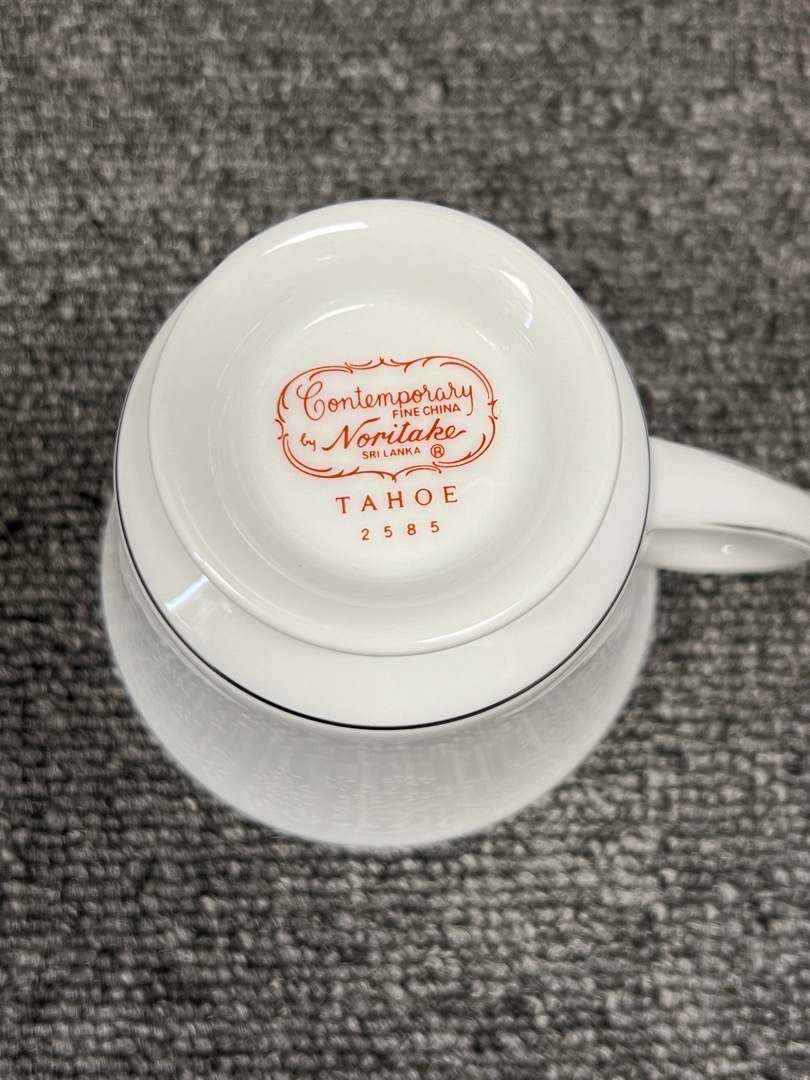 Contemporary
FINE CHINA
by Noritake
SRI LANKA ®
TAHOE
2585